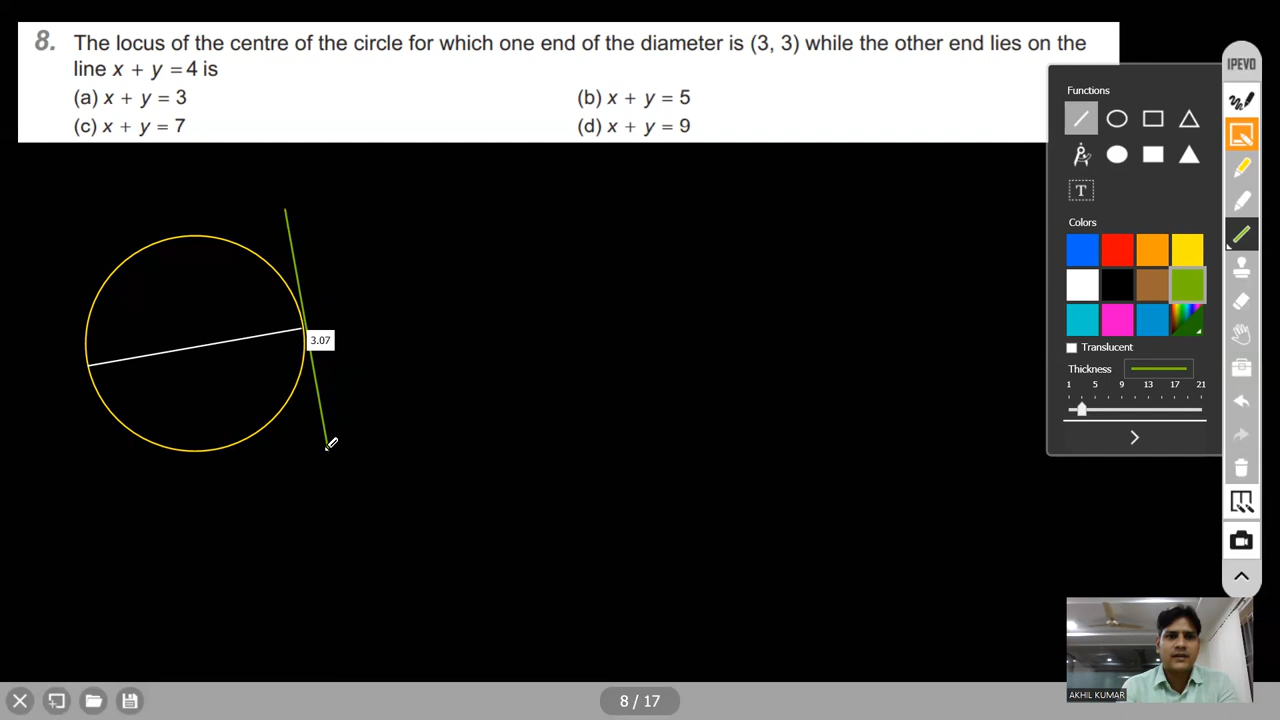 8. The locus of the centre of the circle for which one end of the diameter is (3, 3) while the other end lies on the
line x + y = 4 is
(a) x + y = 3
(b) x + y = 5
(c) x + y = 7
(d) x + y = 9
IPEVO
Functions
T
Colors
Translucent
Thickness
1 5 9 13 17 21
3.07
AKHIL KUMAR
8 / 17